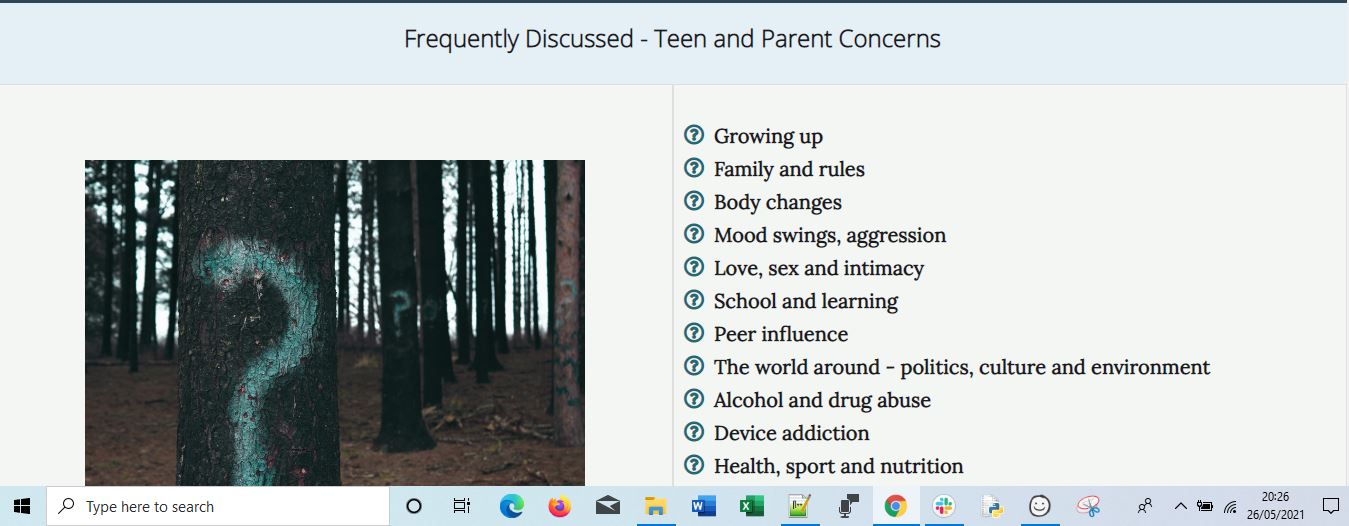 Frequently Discussed - Teen and Parent Concerns
Growing up
Family and rules
Body changes
Mood swings, aggression
Love, sex and intimacy
School and learning
Peer influence
The world around - politics, culture and environment
Alcohol and drug abuse
Device addiction
Health, sport and nutrition
Type here to search
20:26
26/05/2021